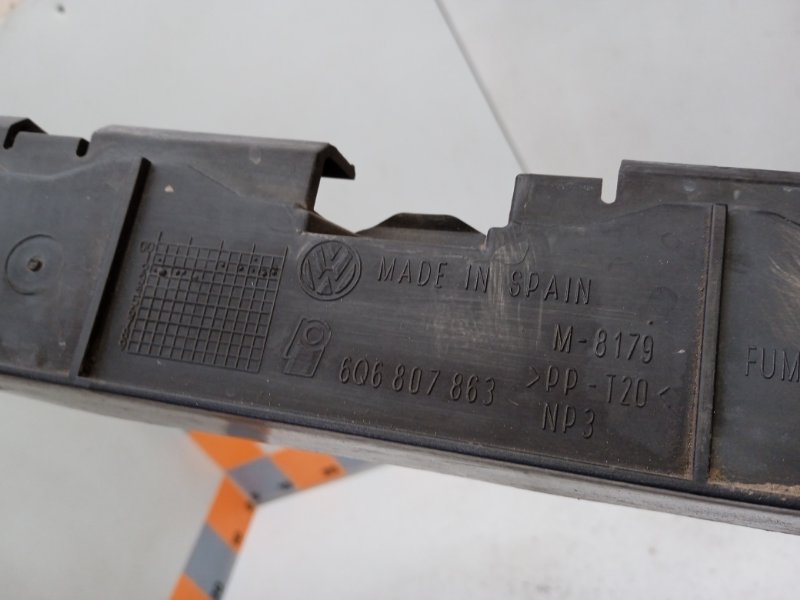 MADE IN SPAIN
M-8179
6Q6 807 863
>PP-T20<
NP3
FUM